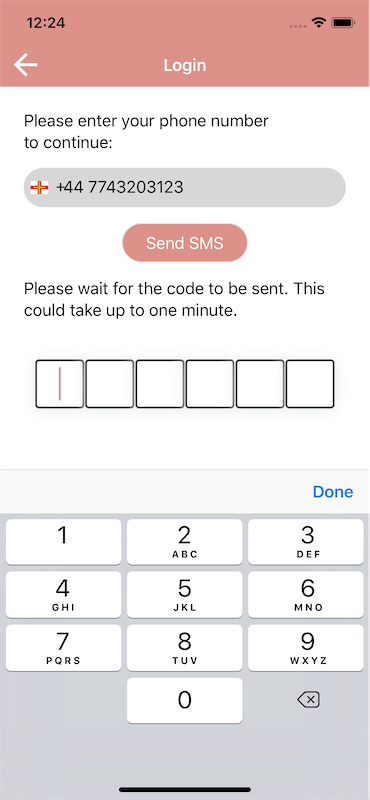 12:24
Login
Please enter your phone number
to continue:
+44 7743203123
Send SMS
Please wait for the code to be sent. This
could take up to one minute.
Done
1 2 3
ABC DEF
4 5 6
GHI JKL MNO
7 8 9
PQRS TUV WXYZ
0